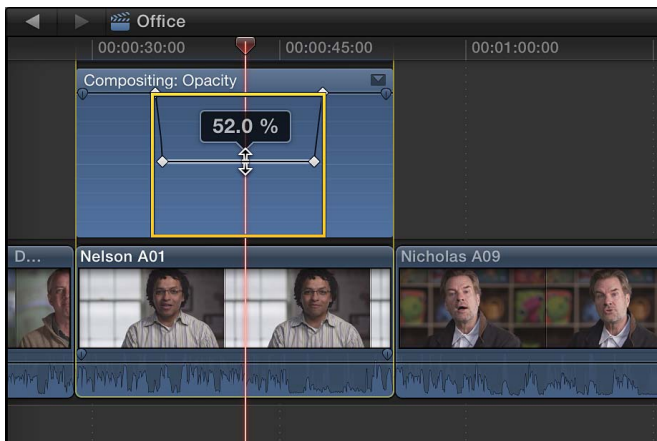 Office
00:00:30:00 00:00:45:00 00:01:00:00
Compositing: Opacity
52.0 %
D... Nelson A01 Nicholas A09